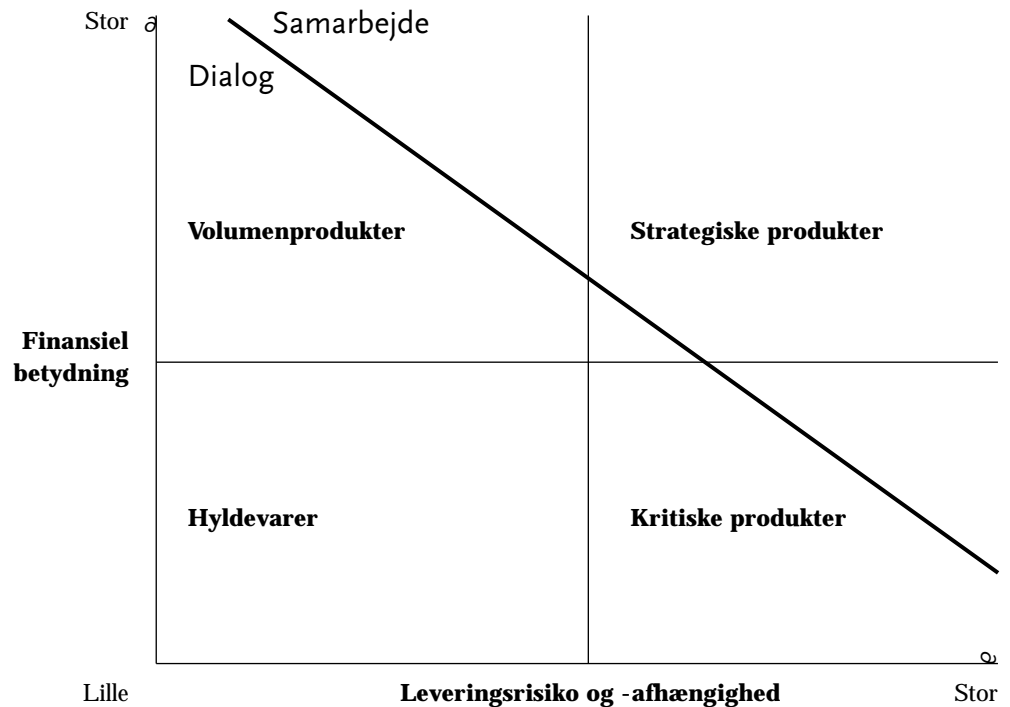 Stor
Samarbejde
Dialog
Volumenprodukter
Strategiske produkter
Finansiel
betydning
Hyldevarer
Kritiske produkter
Lille
Leveringsrisiko og -afhængighed
Stor